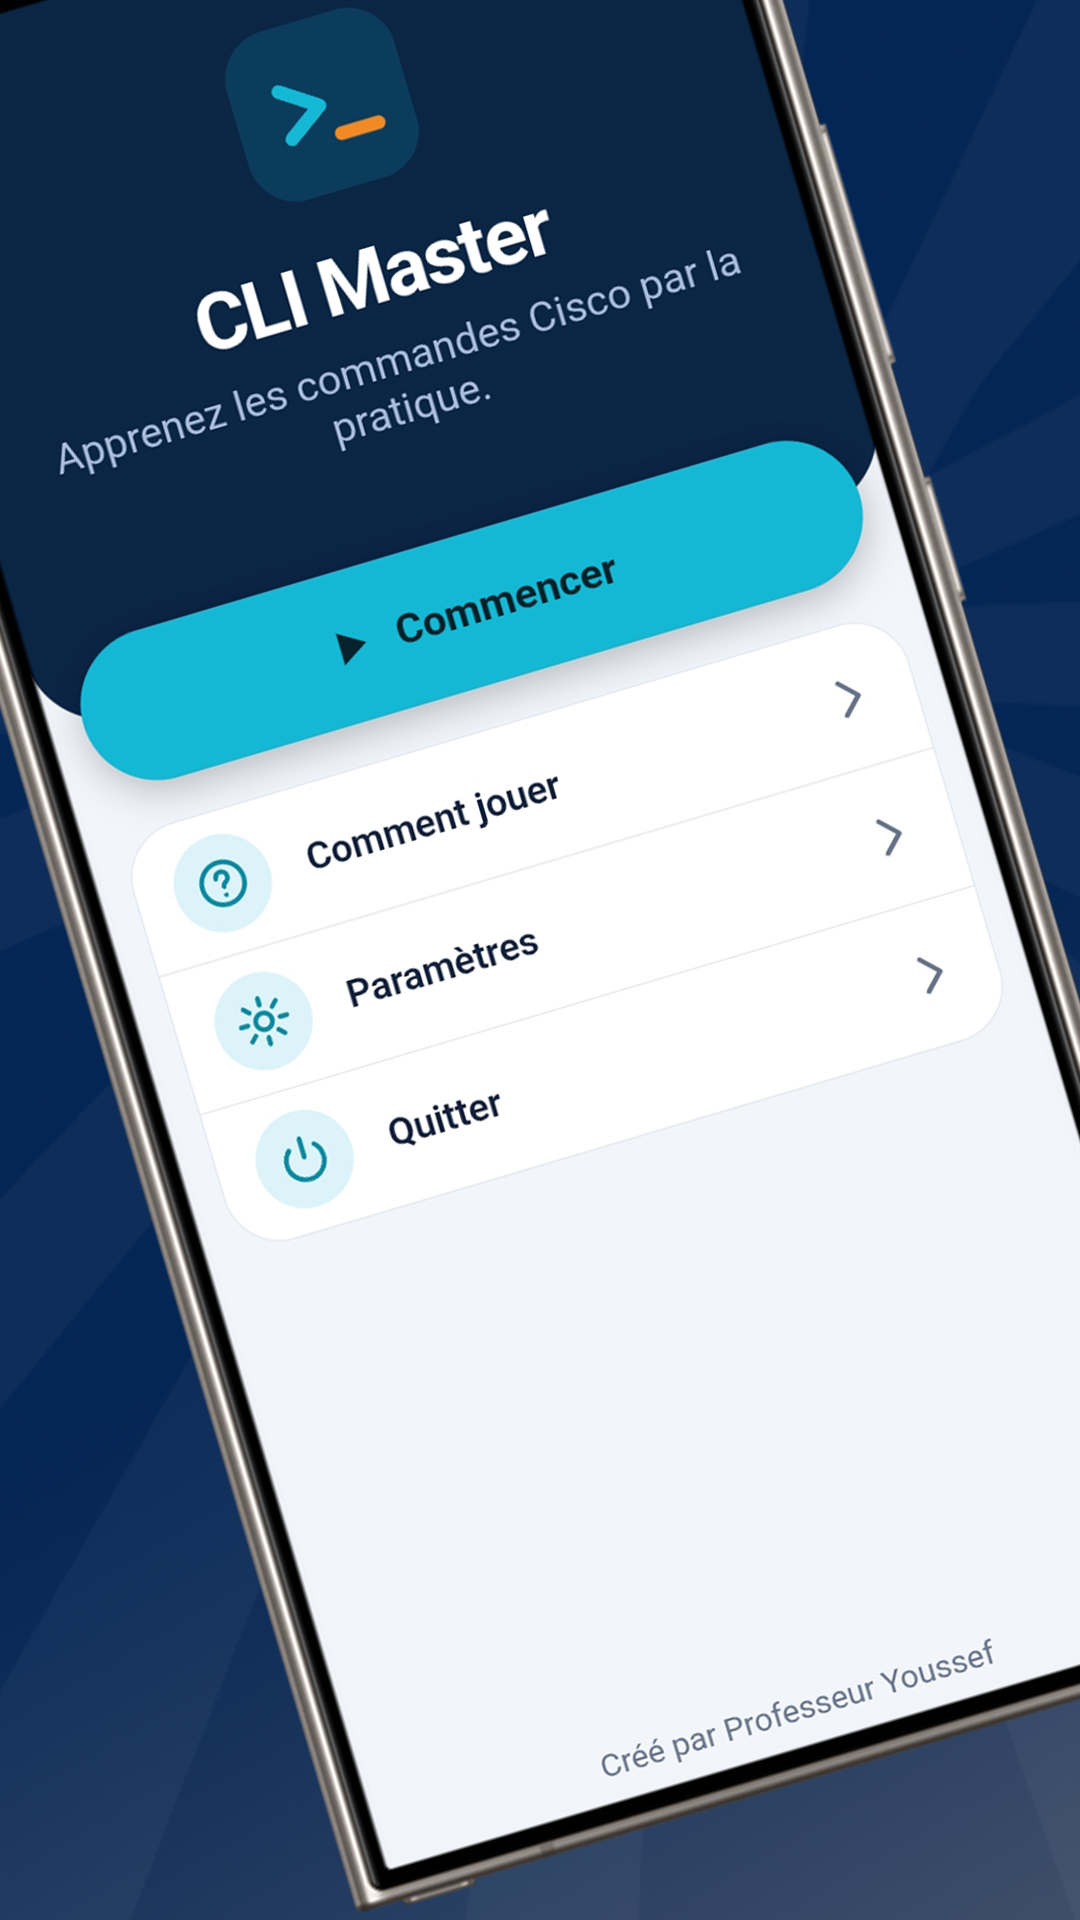 CLI Master
Apprenez les commandes Cisco par la
pratique.
Commencer
Comment jouer
Paramètres
Quitter
Créé par Professeur Youssef